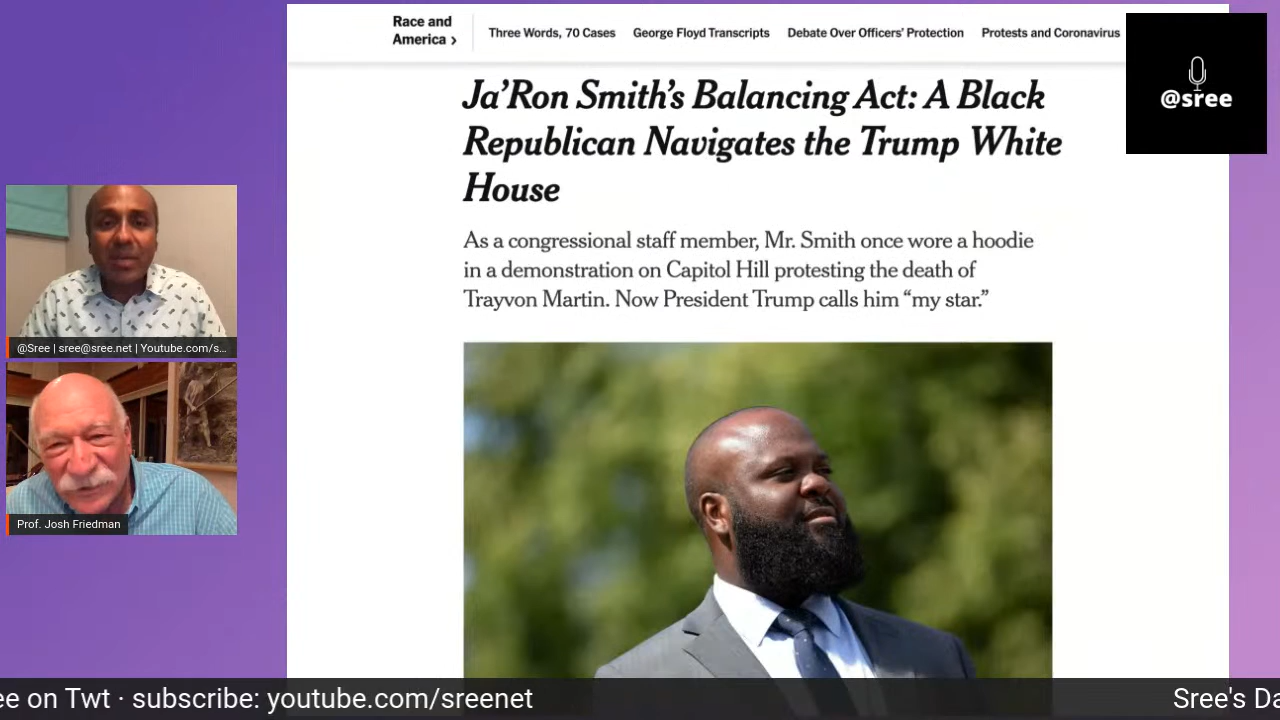 Race and
America >
Three Words, 70 Cases
George Floyd Transcripts
Debate Over Officers' Protection
Protests and Coronavirus
@sree
Ja'Ron Smith's Balancing Act: A Black
Republican Navigates the Trump White
House
As a congressional staff member, Mr. Smith once wore a hoodie
in a demonstration on Capitol Hill protesting the death of
Trayvon Martin. Now President Trump calls him “my star.”
@Sree | sree@sree.net | Youtube.com/s...
Prof. Josh Friedman
ee on Twt · subscribe: youtube.com/sreenet
Sree's Da